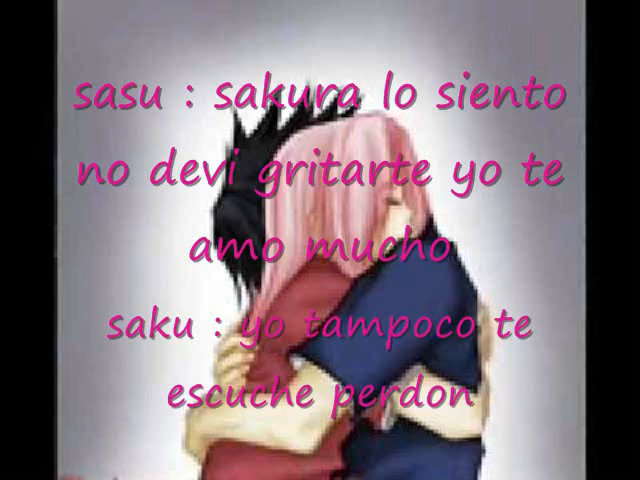 sasu : sakura lo siento
no devi gritarte yo te
amo mucho
saku : yo tampoco te
escuche perdon